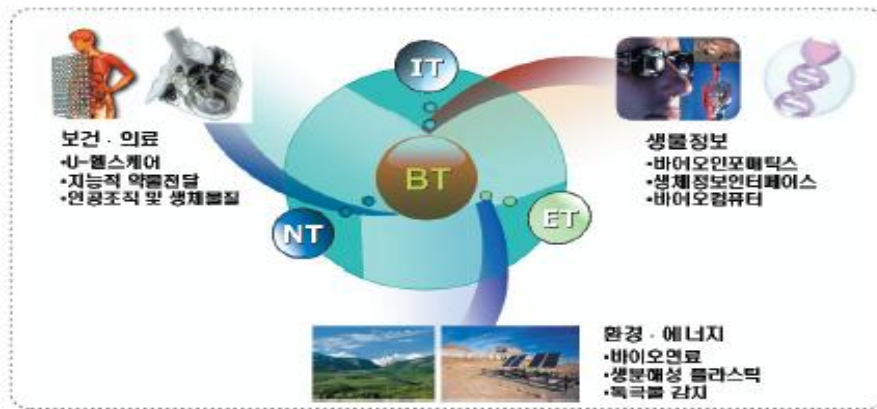 IT
BT
NT
ET
보건 · 의료
•U-헬스케어
•지능적 약물전달
•인공조직 및 생체물질
생물정보
•바이오인포매틱스
•생체정보인터페이스
•바이오컴퓨터
환경 · 에너지
•바이오연료
•생분해성 플라스틱
•독극물 감지